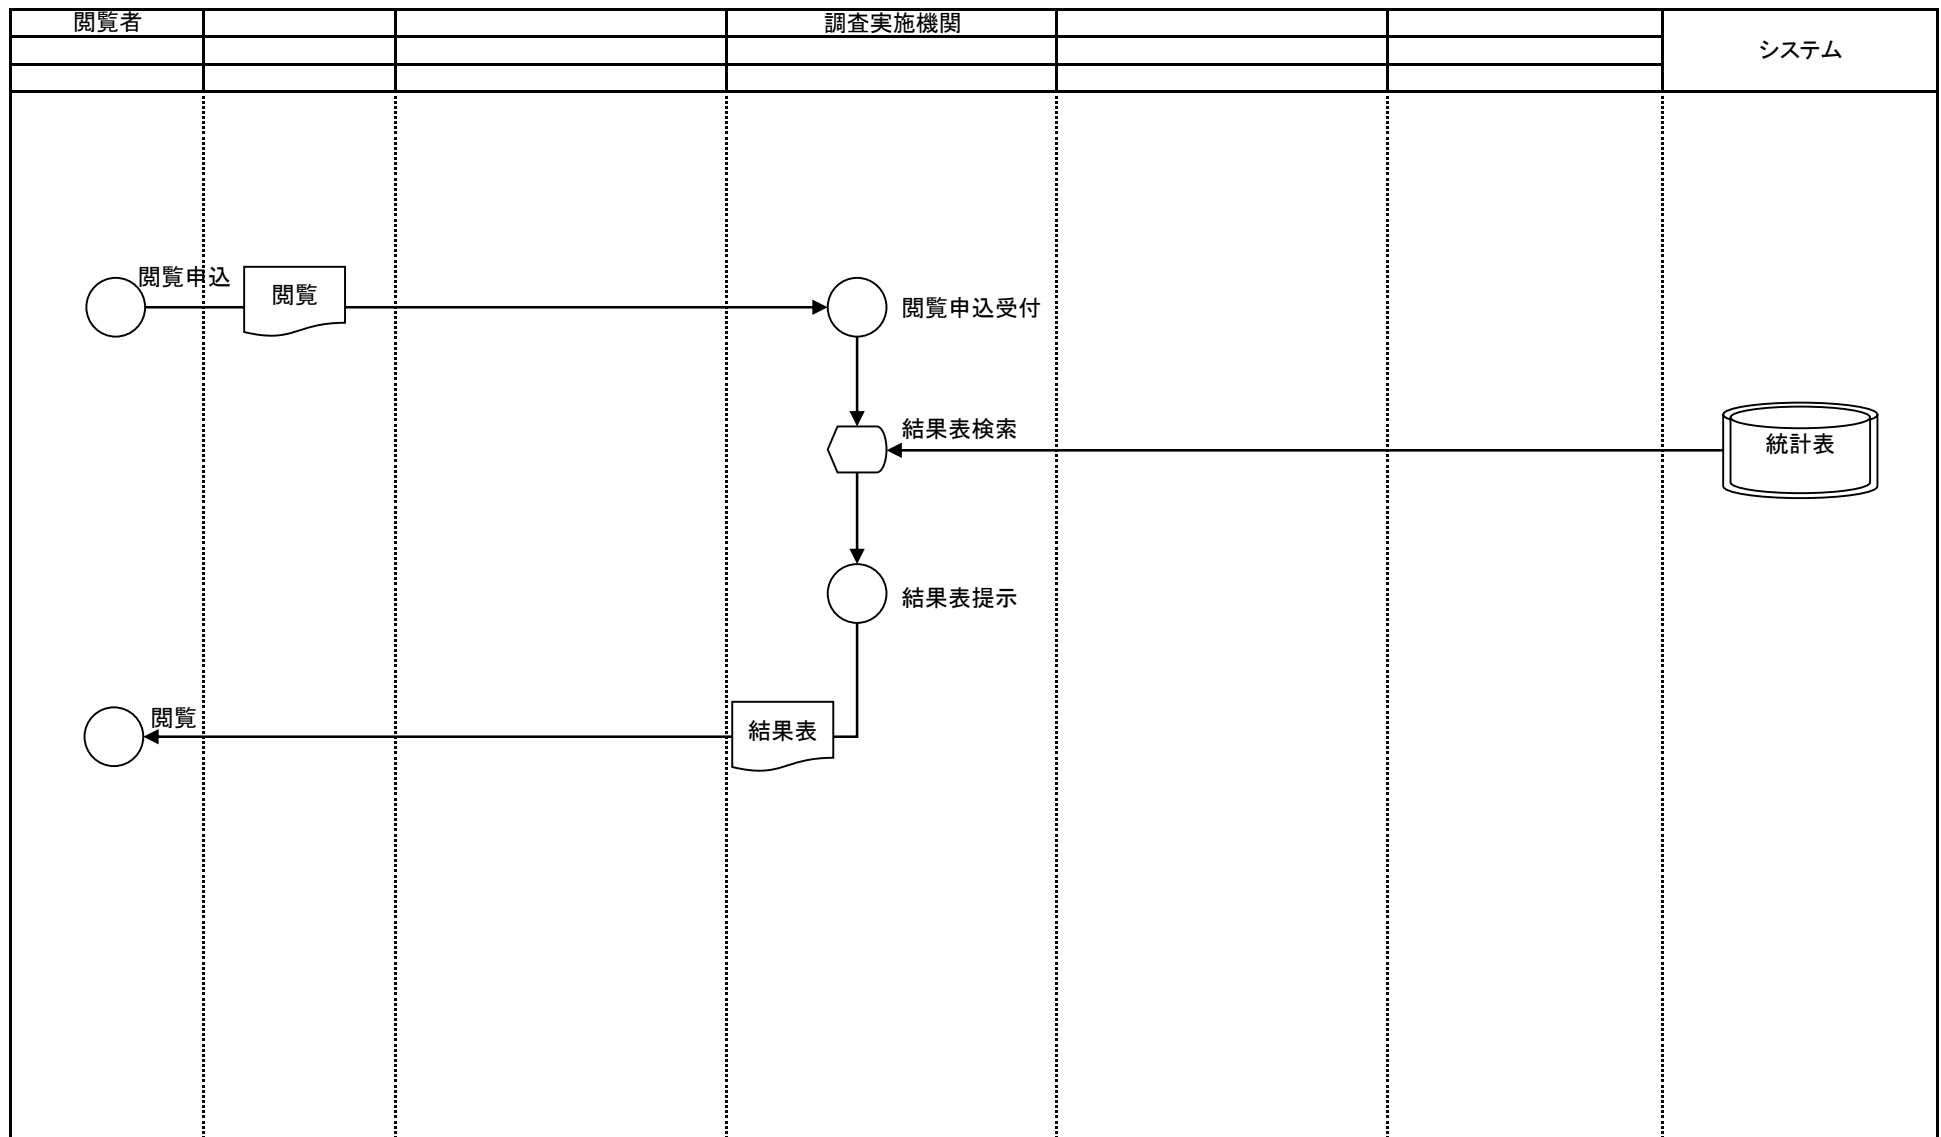 閲覧者
調査実施機関
システム
閲覧申込
閲覧
閲覧申込受付
結果表検索
統計表
結果表提示
閲覧
結果表